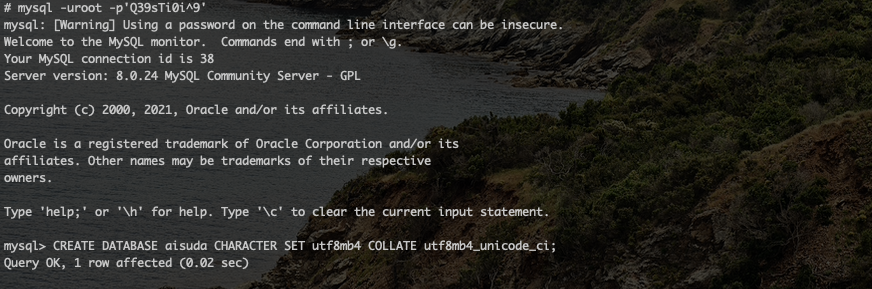 # mysql -uroot -p'Q39sTi0i^9'
mysql: [Warning] Using a password on the command line interface can be insecure.
Welcome to the MySQL monitor.  Commands end with ; or \g.
Your MySQL connection id is 38
Server version: 8.0.24 MySQL Community Server - GPL

Copyright (c) 2000, 2021, Oracle and/or its affiliates.

Oracle is a registered trademark of Oracle Corporation and/or its
affiliates. Other names may be trademarks of their respective
owners.

Type 'help;' or '\h' for help. Type '\c' to clear the current input statement.

mysql> CREATE DATABASE aisuda CHARACTER SET utf8mb4 COLLATE utf8mb4_unicode_ci;
Query OK, 1 row affected (0.02 sec)